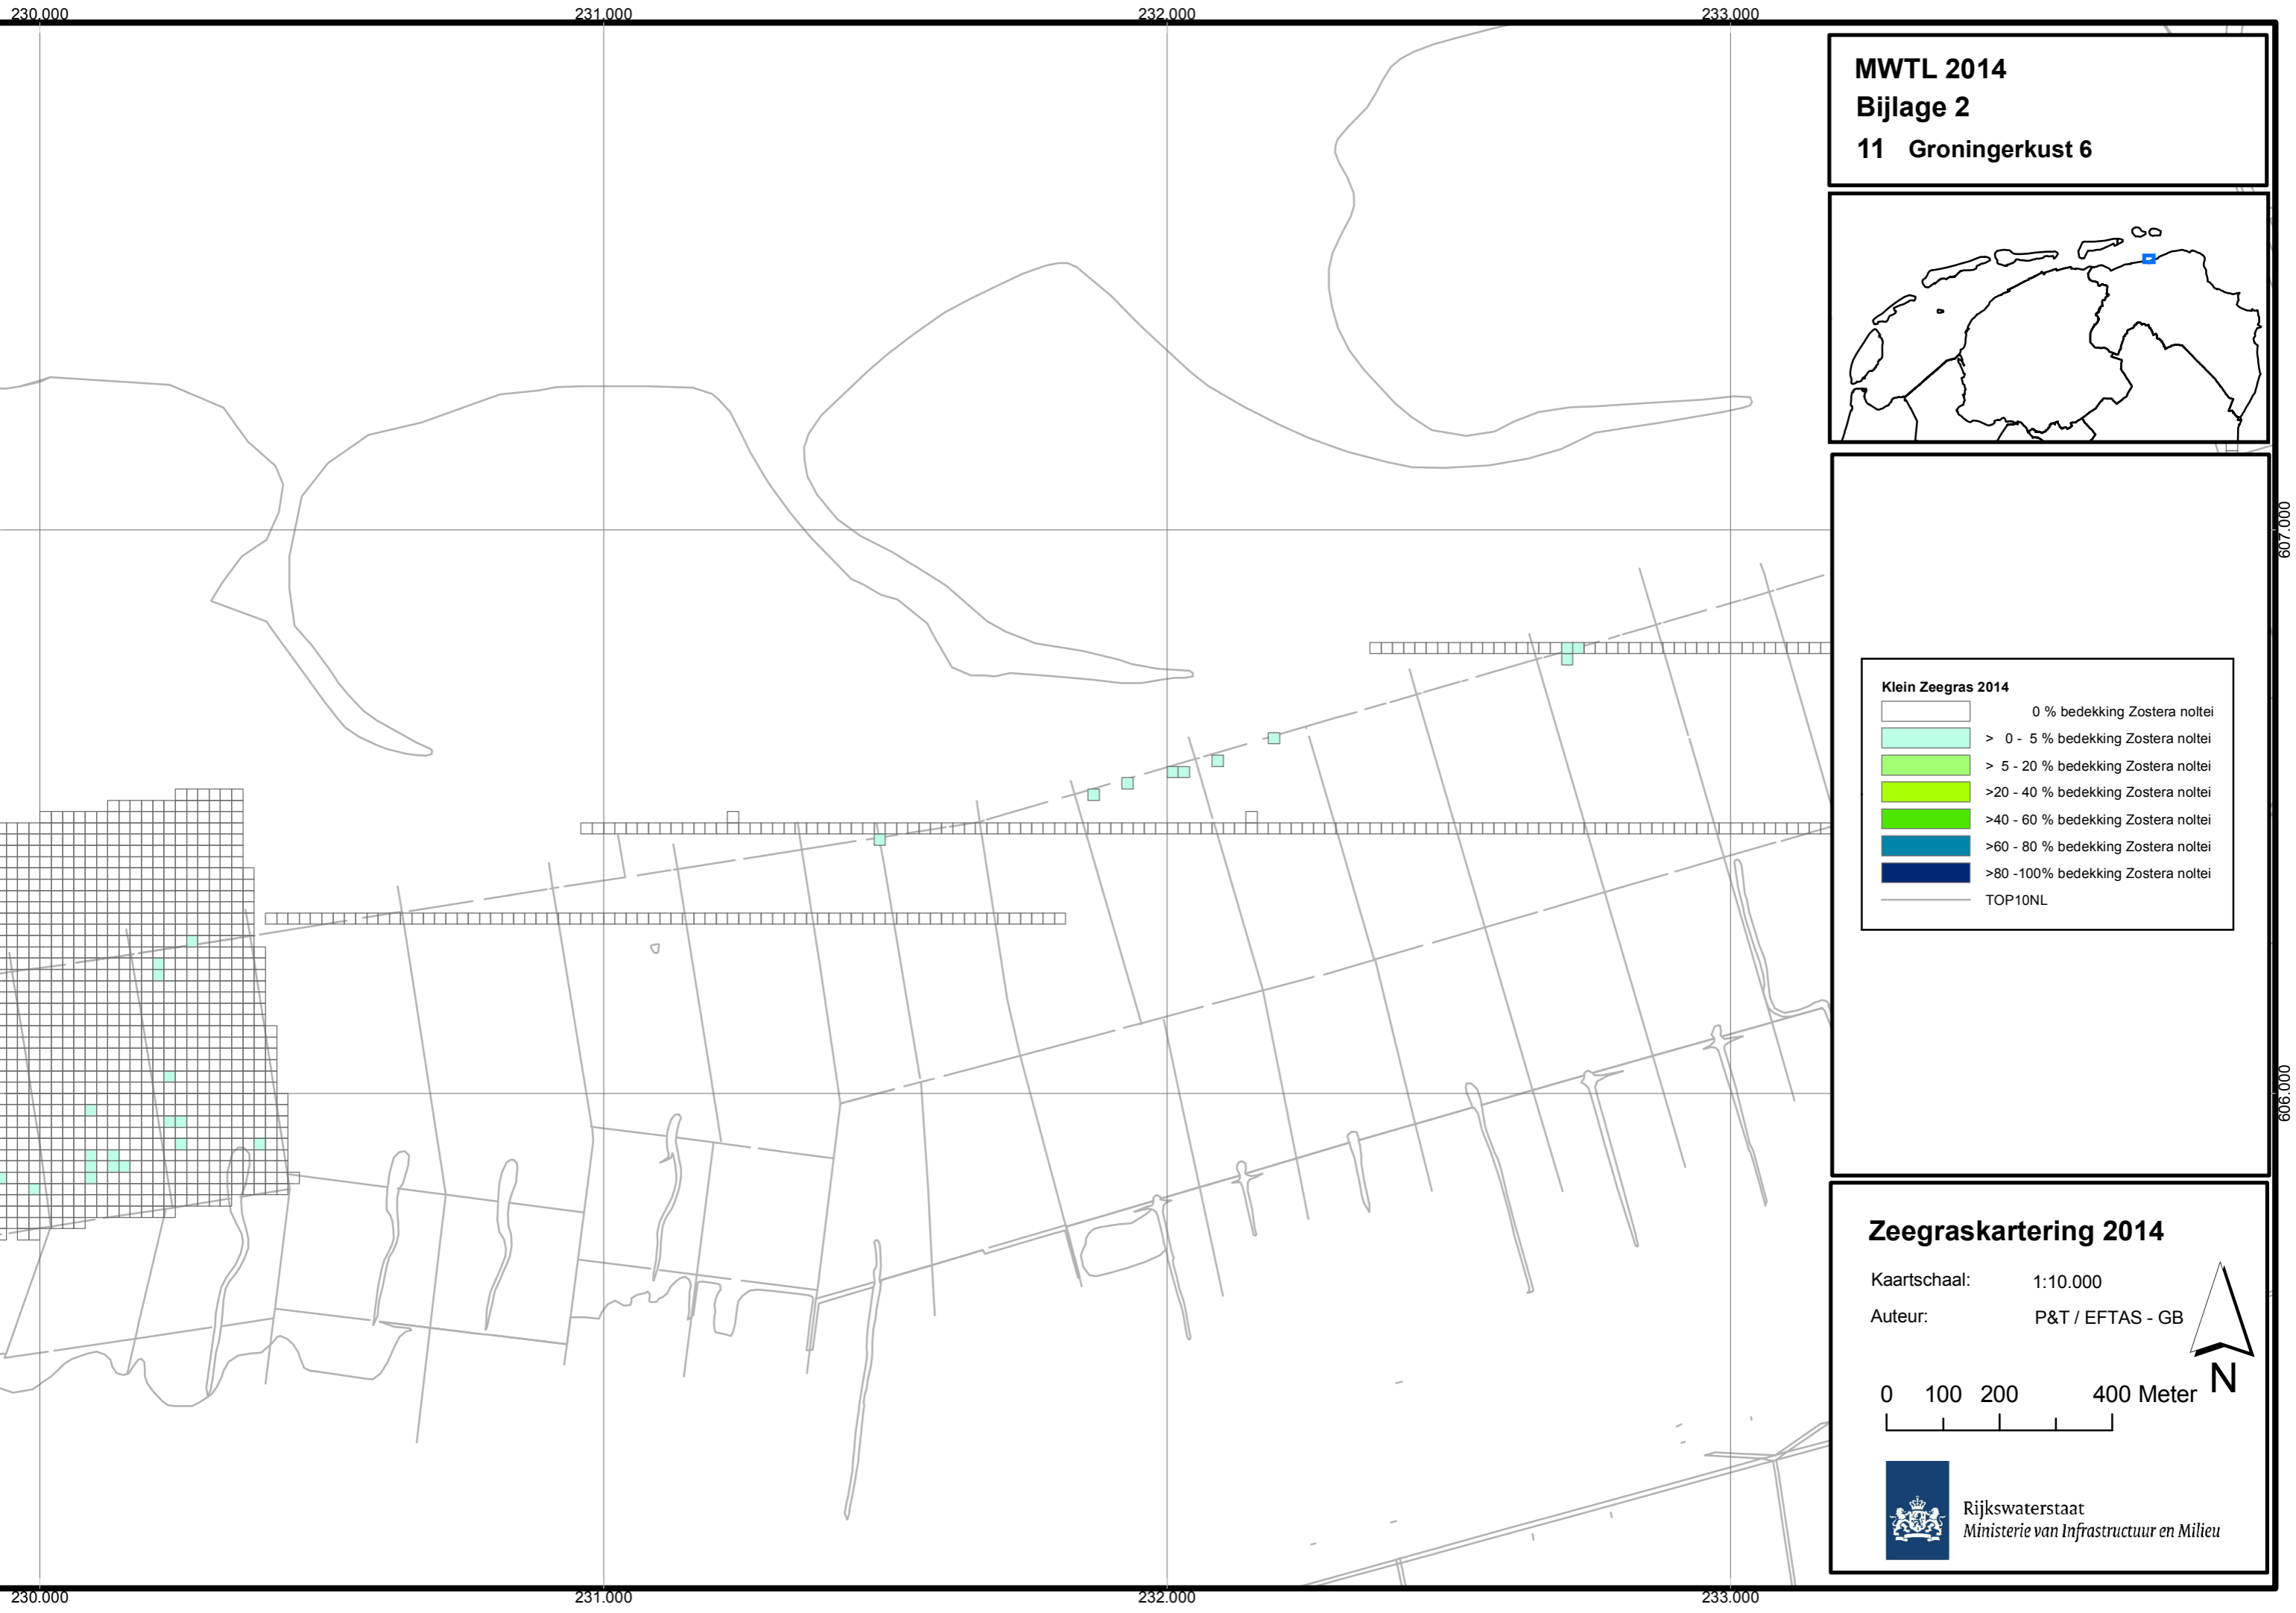 230.000 231.000 232.000 233.000
MWTL 2014
Bijlage 2
11 Groningerkust 6
607.000
606.000
Klein Zeegras 2014
0 % bedekking Zostera noltei
> 0 - 5 % bedekking Zostera noltei
> 5 - 20 % bedekking Zostera noltei
>20 - 40 % bedekking Zostera noltei
>40 - 60 % bedekking Zostera noltei
>60 - 80 % bedekking Zostera noltei
>80 -100% bedekking Zostera noltei
TOP10NL
Zeegraskartering 2014
Kaartschaal: 1:10.000
Auteur: P&T / EFTAS - GB
N
0 100 200 400 Meter
Rijkswaterstaat
Ministerie van Infrastructuur en Milieu
230.000 231.000 232.000 233.000